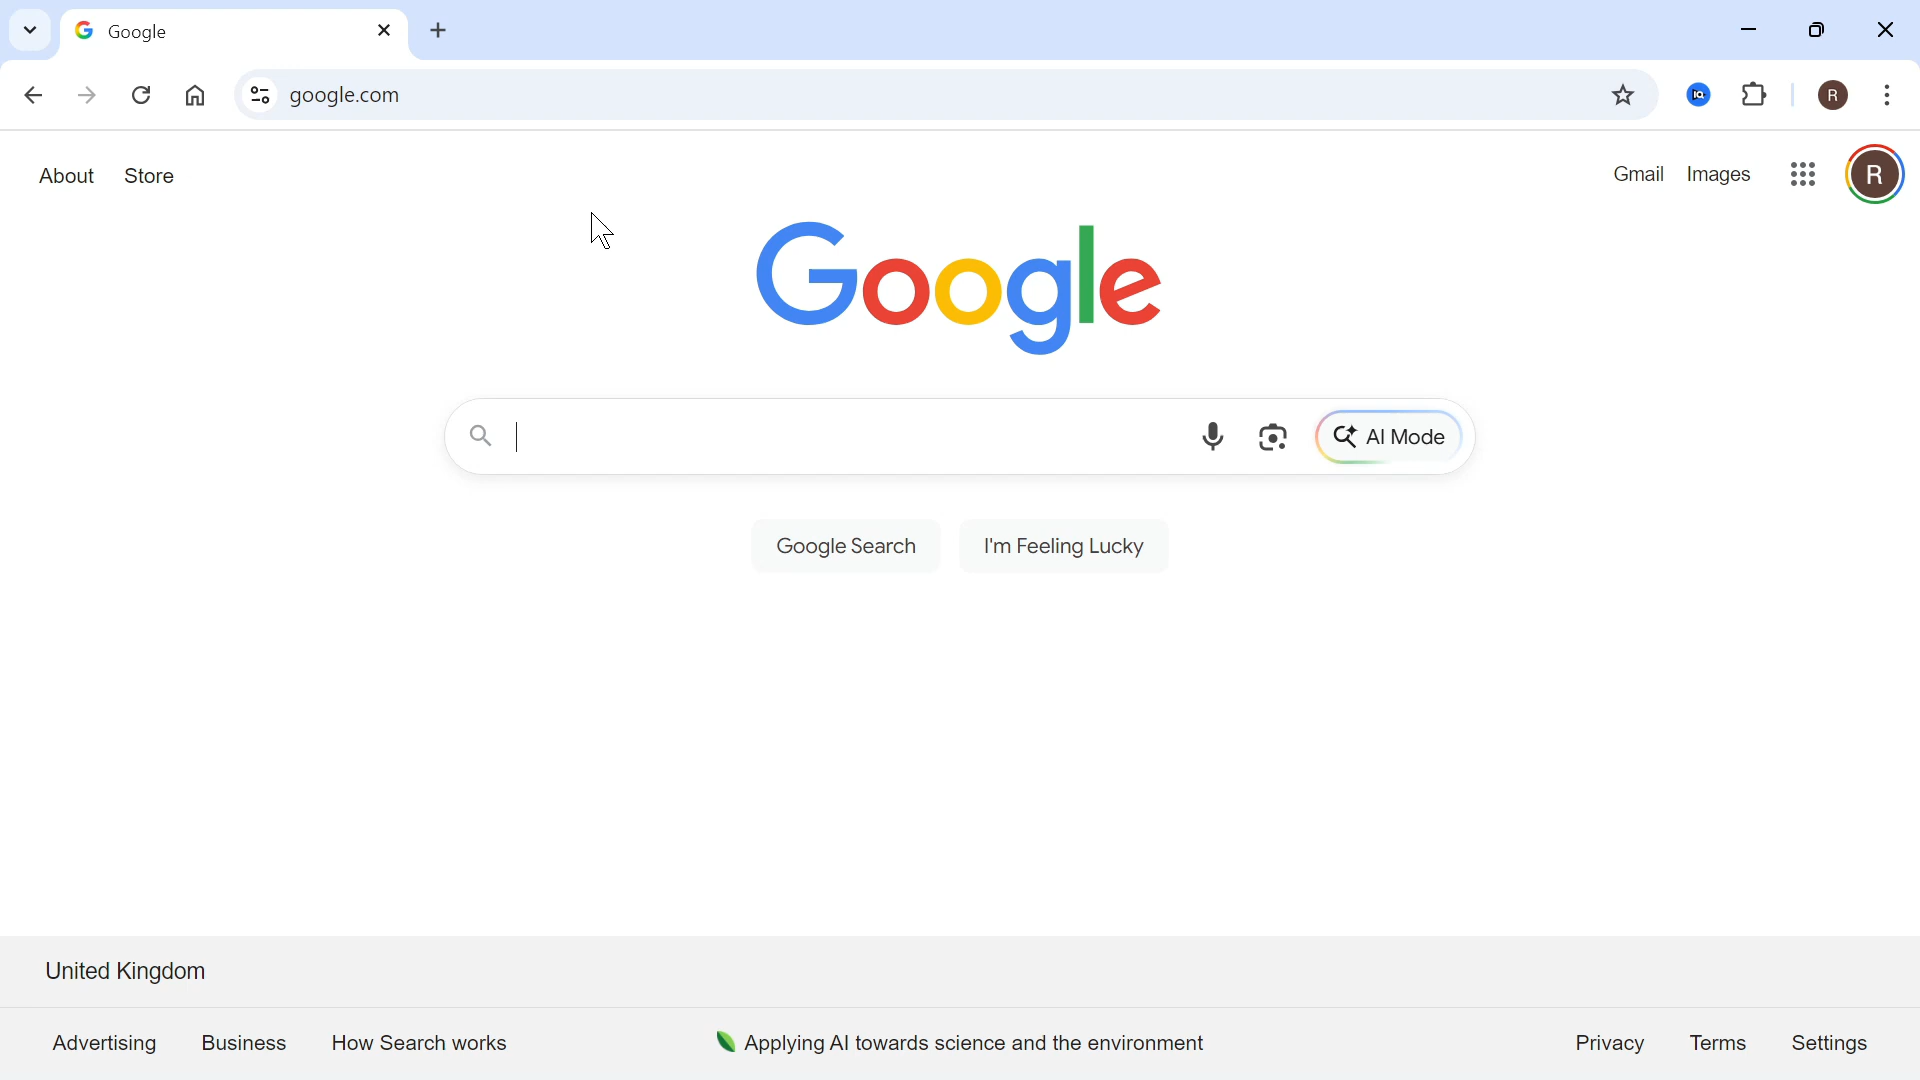 Google
google.com
R
About Store
Gmail Images
R
Google
AI Mode
Google Search
I'm Feeling Lucky
United Kingdom
Advertising Business How Search works
Applying AI towards science and the environment
Privacy Terms Settings